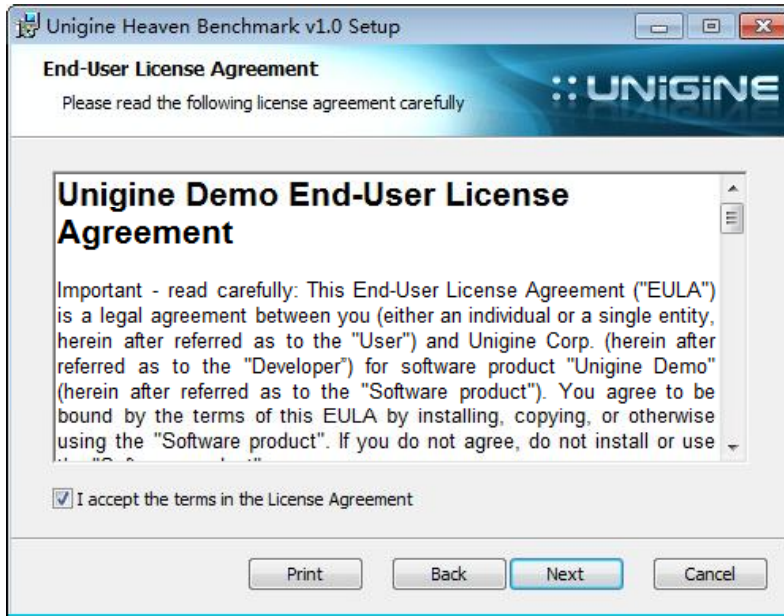 Unigine Heaven Benchmark v1.0 Setup
End-User License Agreement
Please read the following license agreement carefully
UNiGiNE
Unigine Demo End-User License
Agreement
Important - read carefully: This End-User License Agreement ("EULA")
is a legal agreement between you (either an individual or a single entity,
herein after referred as to the "User") and Unigine Corp. (herein after
referred as to the "Developer") for software product "Unigine Demo"
(herein after referred as to the "Software product"). You agree to be
bound by the terms of this EULA by installing, copying, or otherwise
using the "Software product". If you do not agree, do not install or use
I accept the terms in the License Agreement
Print
Back
Next
Cancel